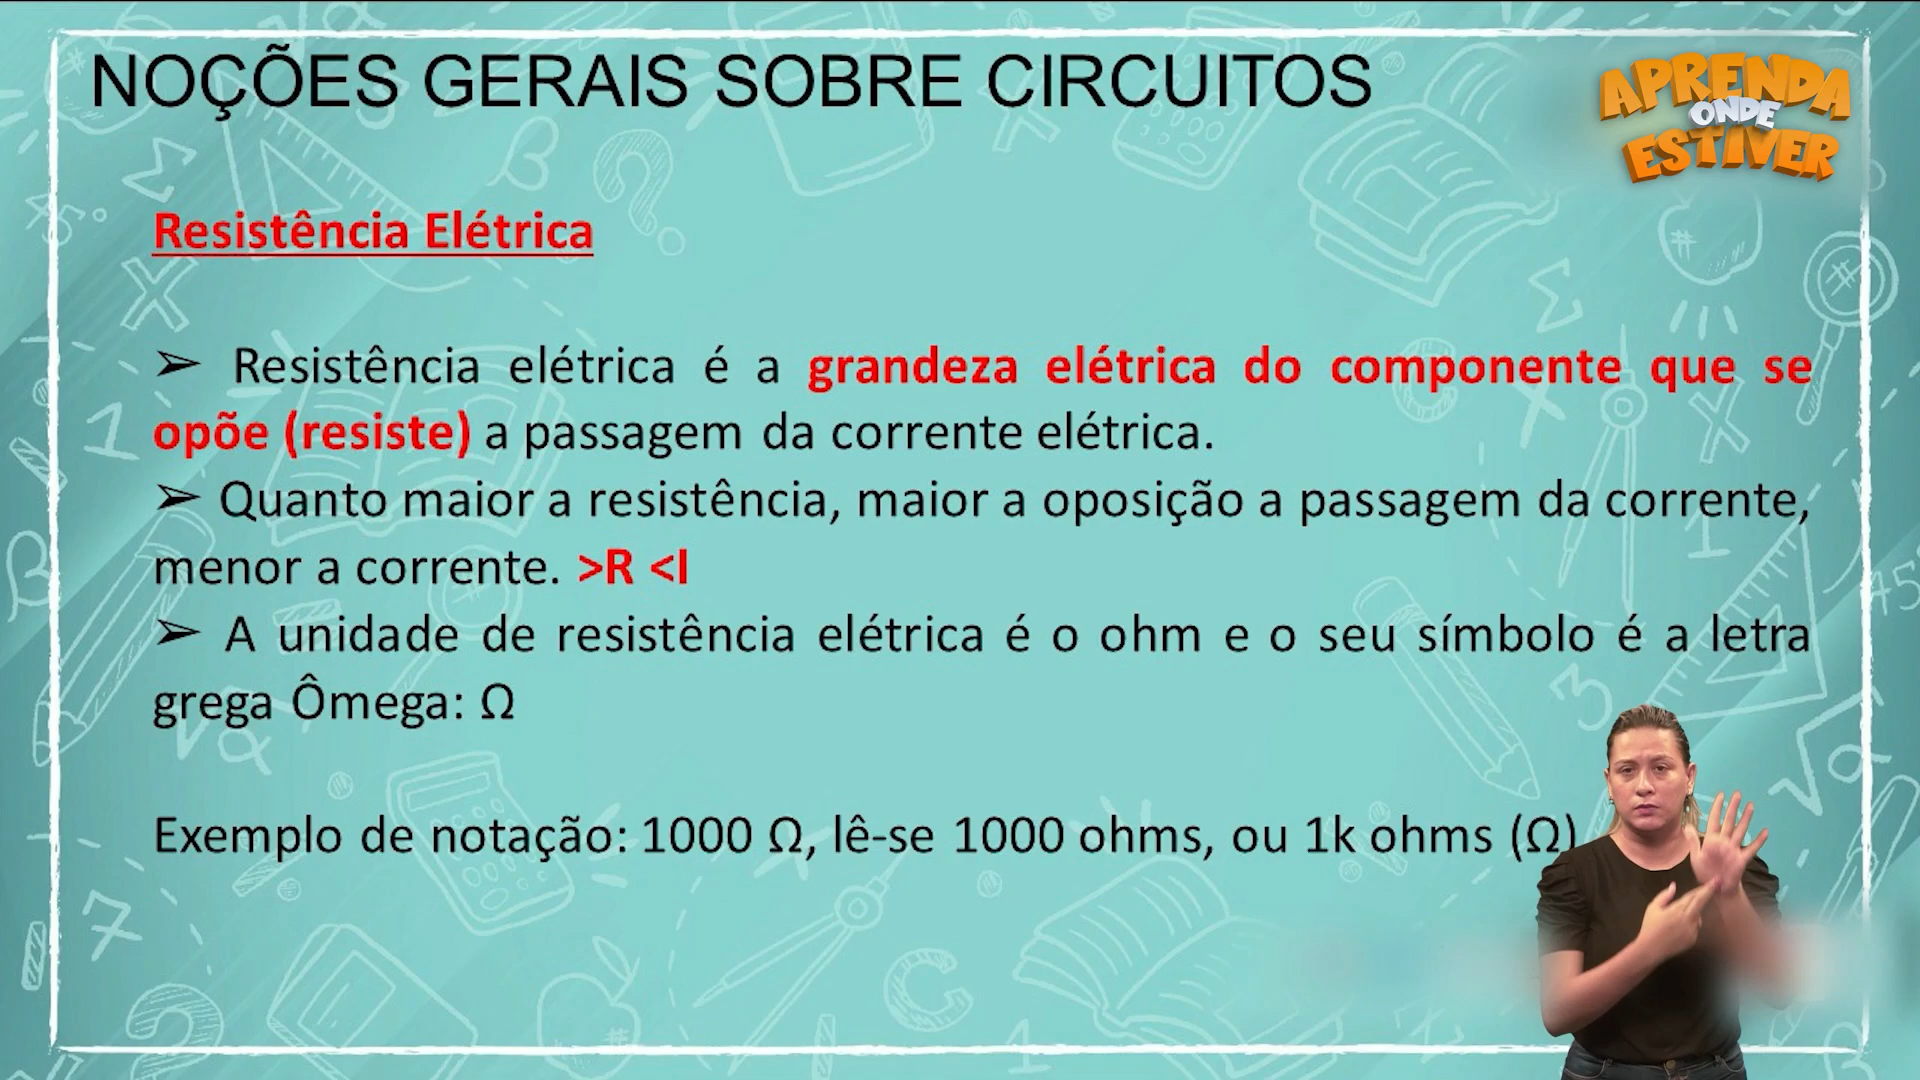 NOÇÕES GERAIS SOBRE CIRCUITOS
APRENDA
ONDE
ESTIVER
Resistência Elétrica
➢ Resistência elétrica é a grandeza elétrica do componente que se
opõe (resiste) a passagem da corrente elétrica.
➢ Quanto maior a resistência, maior a oposição a passagem da corrente,
menor a corrente. >R <I
➢ A unidade de resistência elétrica é o ohm e o seu símbolo é a letra
grega Ômega: Ω
Exemplo de notação: 1000 Ω, lê-se 1000 ohms, ou 1k ohms (Ω)